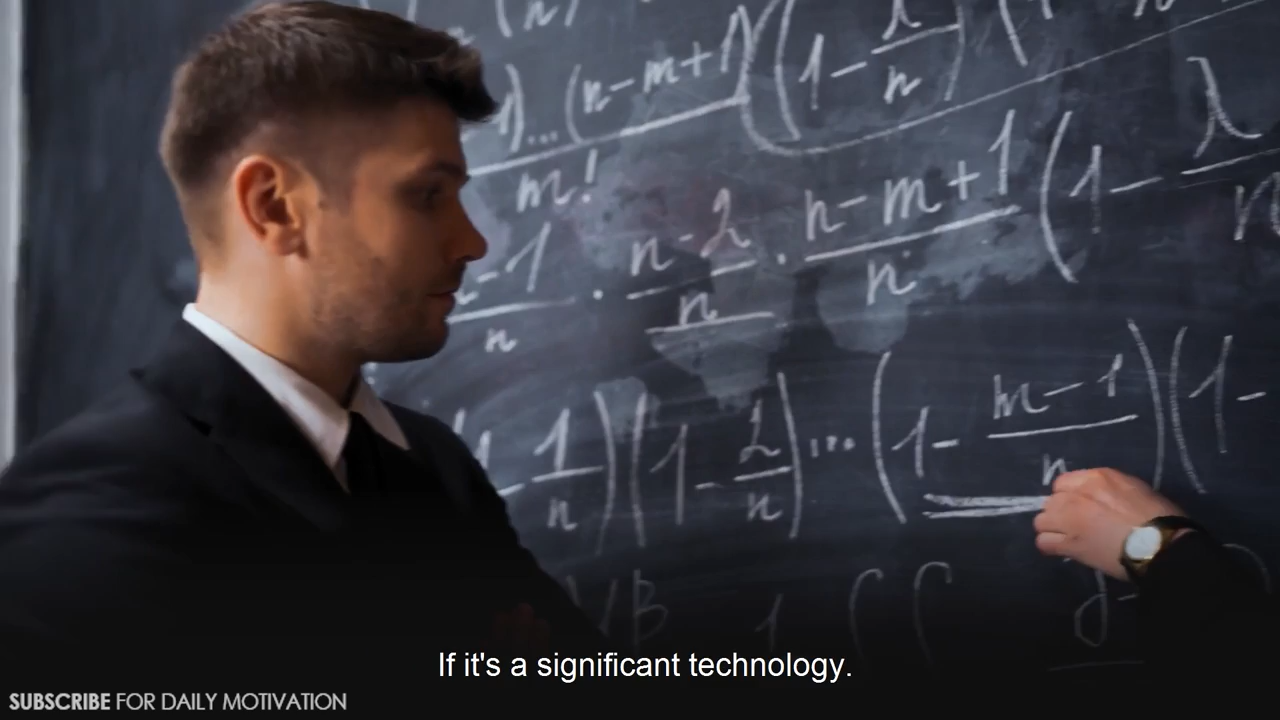 (n)
)...(n-m+1) (1-λ/n) (
m!
-1/n · n-2/n · n-m+1/n (1-λ/n
1/n)(1-2/n)...(1-m-1/n)(1-
If it's a significant technology.
SUBSCRIBE FOR DAILY MOTIVATION